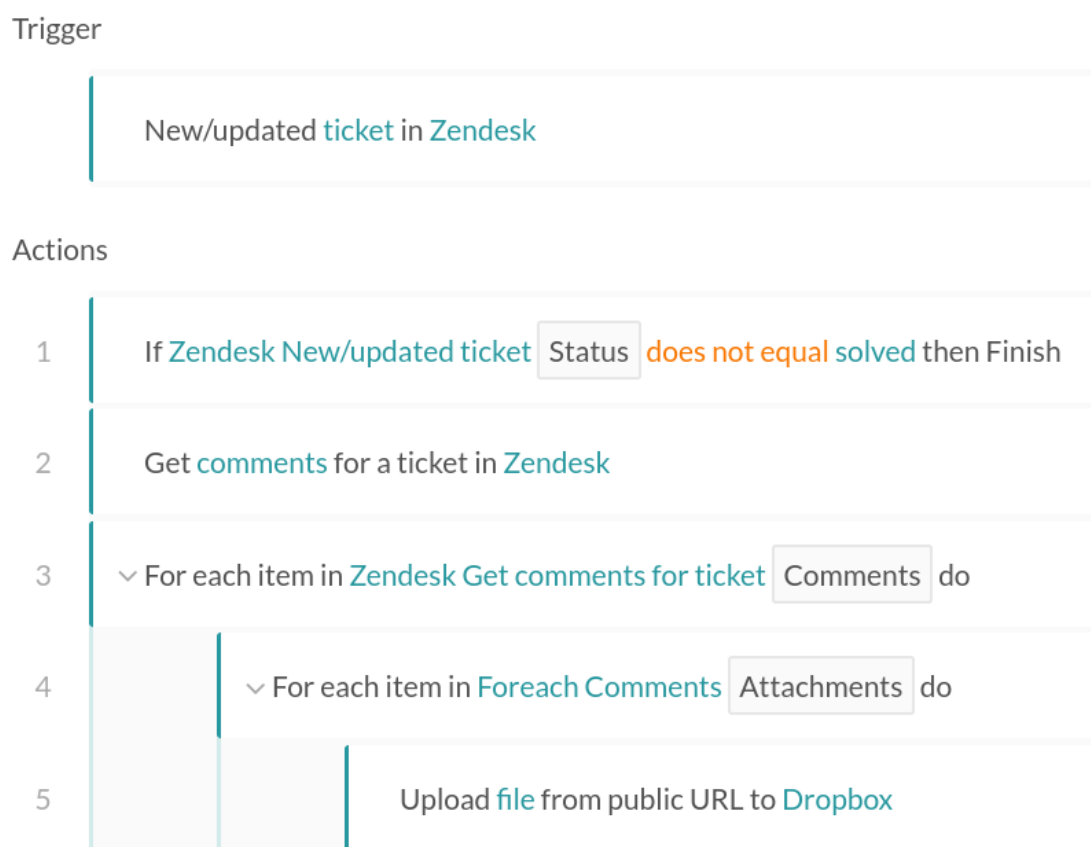 Trigger
New/updated ticket in Zendesk
Actions
1 If Zendesk New/updated ticket Status does not equal solved then Finish
2 Get comments for a ticket in Zendesk
3 For each item in Zendesk Get comments for ticket Comments do
4 For each item in Foreach Comments Attachments do
5 Upload file from public URL to Dropbox